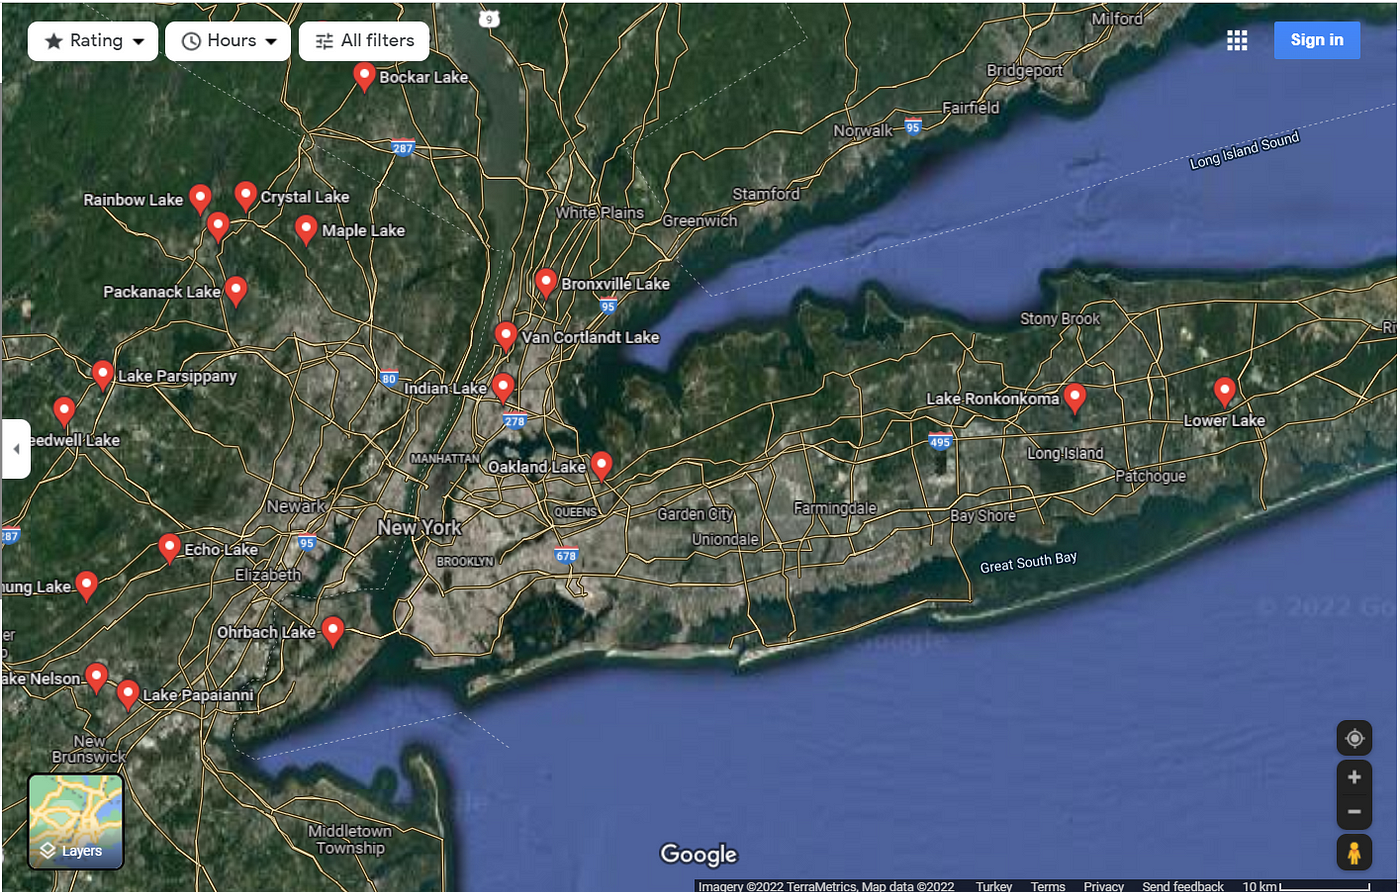 9
Milford
Rating
Hours
All filters
Sign in
Bridgeport
Bockar Lake
Fairfield
Norwalk
95
287
Long Island Sound
Rainbow Lake
Crystal Lake
Stamford
White Plains
Greenwich
Maple Lake
Packanack Lake
Bronxville Lake
95
Stony Brook
Ri
Van Cortlandt Lake
Lake Parsippany
80
Indian Lake
Lake Ronkonkoma
278
Lower Lake
eedwell Lake
495
Long Island
MANHATTAN
Oakland Lake
Patchogue
Newark
QUEENS
Garden City
Farmingdale
Bay Shore
New York
287
95
Uniondale
Echo Lake
678
BROOKLYN
Great South Bay
Elizabeth
nung Lake
© 2022 Go
Ohrbach Lake
er
Google
ake Nelson
Lake Papaianni
New
Brunswick
Middletown
Township
Layers
Google
Imagery ©2022 TerraMetrics, Map data ©2022
Turkey
Terms
Privacy
Send feedback
10 km